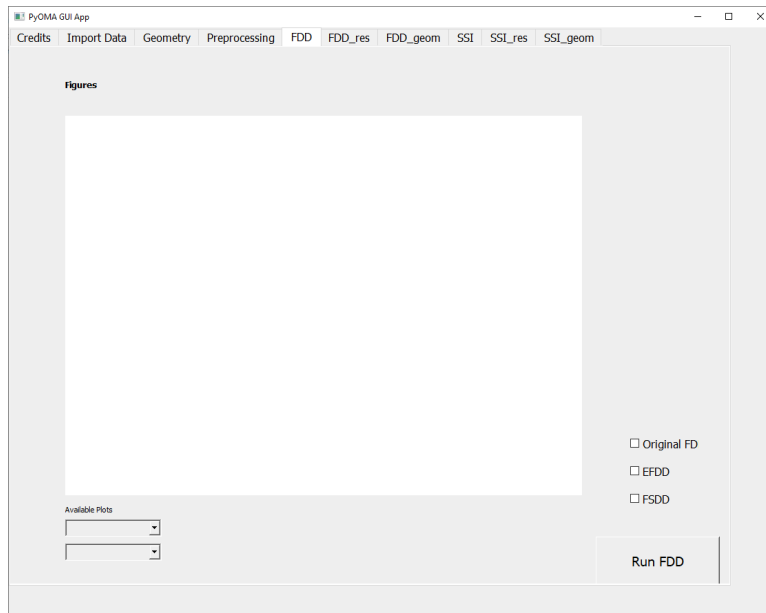 PyOMA GUI App
Credits Import Data Geometry Preprocessing FDD FDD_res FDD_geom SSI SSI_res SSI_geom
Figures
Original FD
EFDD
FSDD
Available Plots
Run FDD